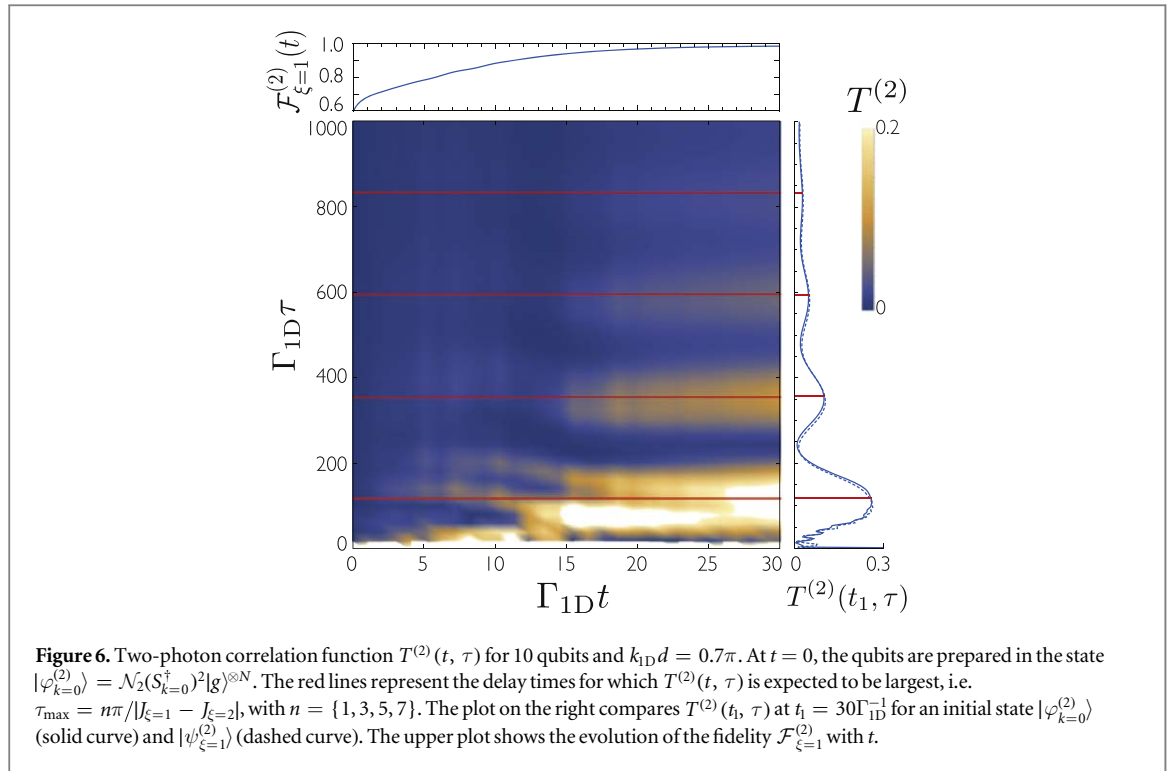 𝓕^{(2)}_{ξ=1}(t)
1.0
0.8
0.6
T^{(2)}
0.2
0
Γ_{1D}τ
1000
800
600
400
200
0
0 5 10 15 20 25 30
Γ_{1D}t
0 0.3
T^{(2)}(t_1, τ)
Figure 6. Two-photon correlation function T^{(2)}(t, τ) for 10 qubits and k_{1D}d = 0.7π. At t = 0, the qubits are prepared in the state
|φ^{(2)}_{k=0}⟩ = 𝒩_2(S^†_{k=0})^2|g⟩^{⊗N}. The red lines represent the delay times for which T^{(2)}(t, τ) is expected to be largest, i.e.
τ_{max} = nπ/|J_{ξ=1} − J_{ξ=2}|, with n = {1, 3, 5, 7}. The plot on the right compares T^{(2)}(t_1, τ) at t_1 = 30Γ^{-1}_{1D} for an initial state |φ^{(2)}_{k=0}⟩
(solid curve) and |ψ^{(2)}_{ξ=1}⟩ (dashed curve). The upper plot shows the evolution of the fidelity 𝓕^{(2)}_{ξ=1} with t.